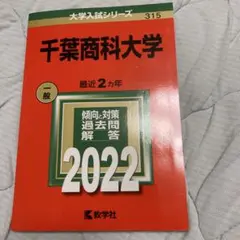 大学入試シリーズ
315
千葉商科大学
一般
最近2カ年
傾向と対策
過去問
解答
2022
教学社